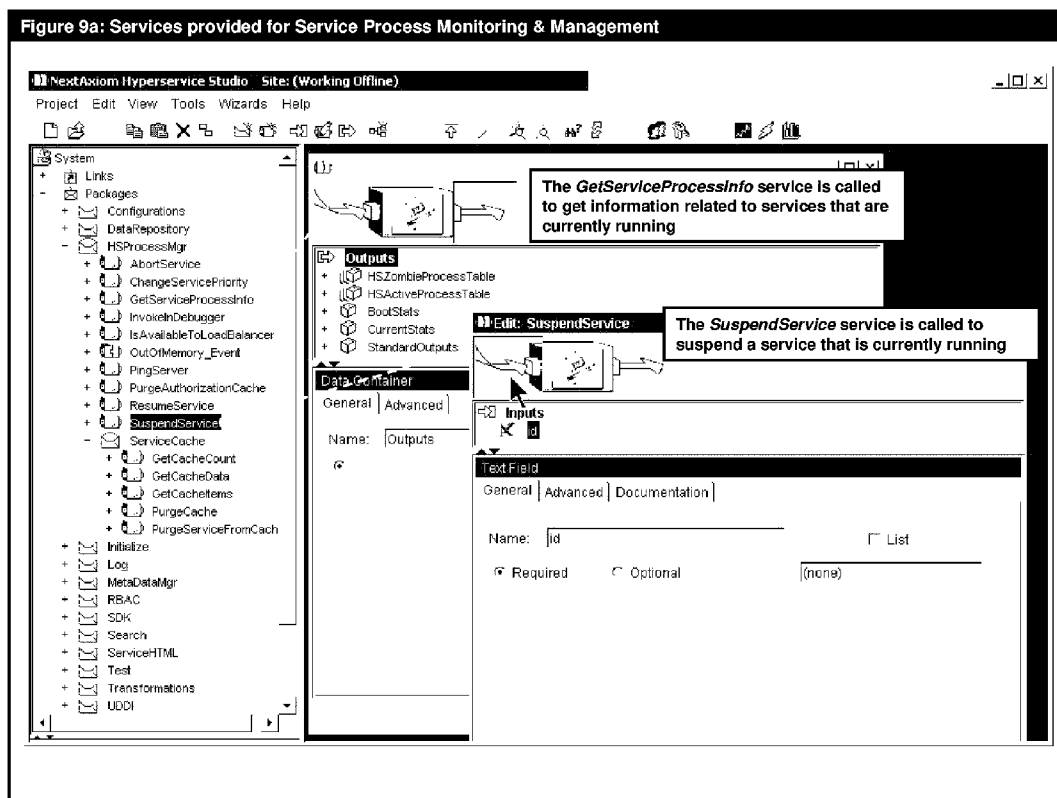 Figure 9a: Services provided for Service Process Monitoring & Management
NextAxiom Hyperservice Studio Site: (Working Offline)
Project Edit View Tools Wizards Help
System
Links
Packages
Configurations
DataRepository
HSProcessMgr
AbortService
ChangeServicePriority
GetServiceProcessInfo
InvokeInDebugger
IsAvailableToLoadBalancer
OutOfMemory_Event
PingServer
PurgeAuthorizationCache
ResumeService
SuspendService
ServiceCache
GetCacheCount
GetCacheData
GetCacheItems
PurgeCache
PurgeServiceFromCach
Initialize
Log
MetaDataMgr
RBAC
SDK
Search
ServiceHTML
Test
Transformations
UDDI
The GetServiceProcessInfo service is called
to get information related to services that are
currently running
Outputs
HSZombieProcessTable
HSActiveProcessTable
BootStats
CurrentStats
StandardOutputs
Data Container
General Advanced
Name: Outputs
Edit: SuspendService
The SuspendService service is called to
suspend a service that is currently running
Inputs
id
Text Field
General Advanced Documentation
Name: id
List
Required Optional (none)